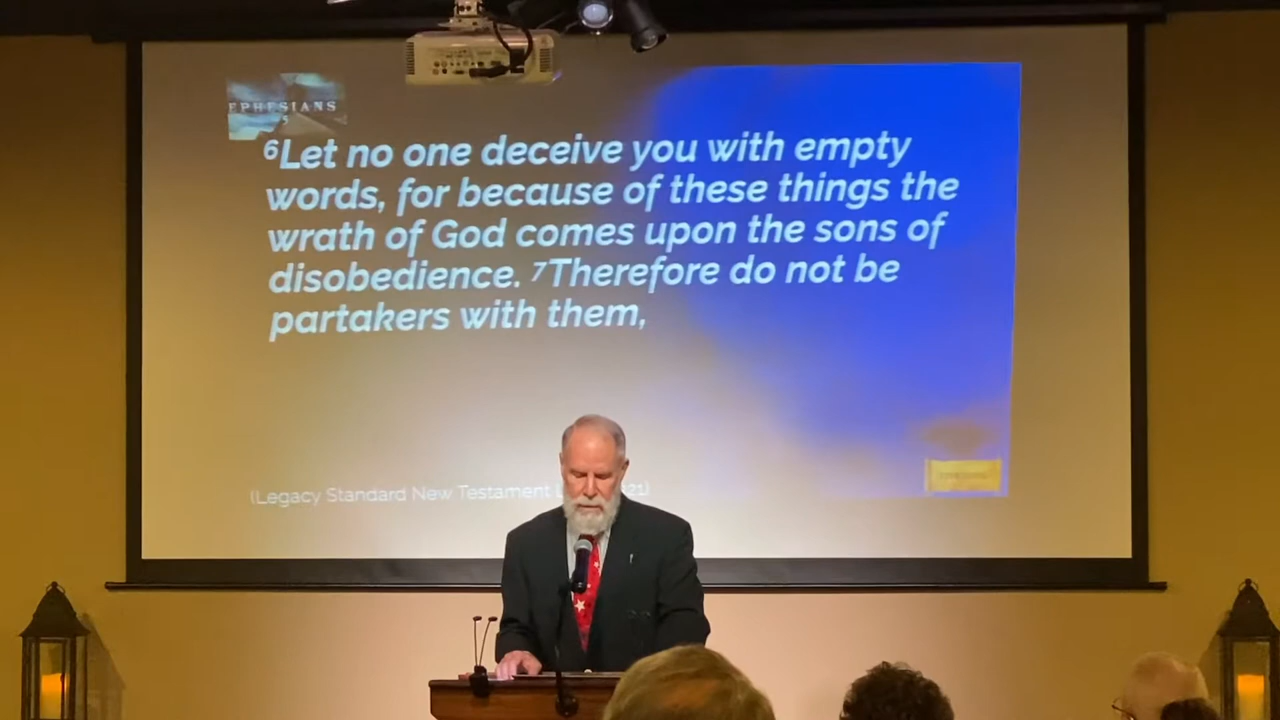 EPHESIANS
5
⁶Let no one deceive you with empty
words, for because of these things the
wrath of God comes upon the sons of
disobedience. ⁷Therefore do not be
partakers with them,
(Legacy Standard New Testament